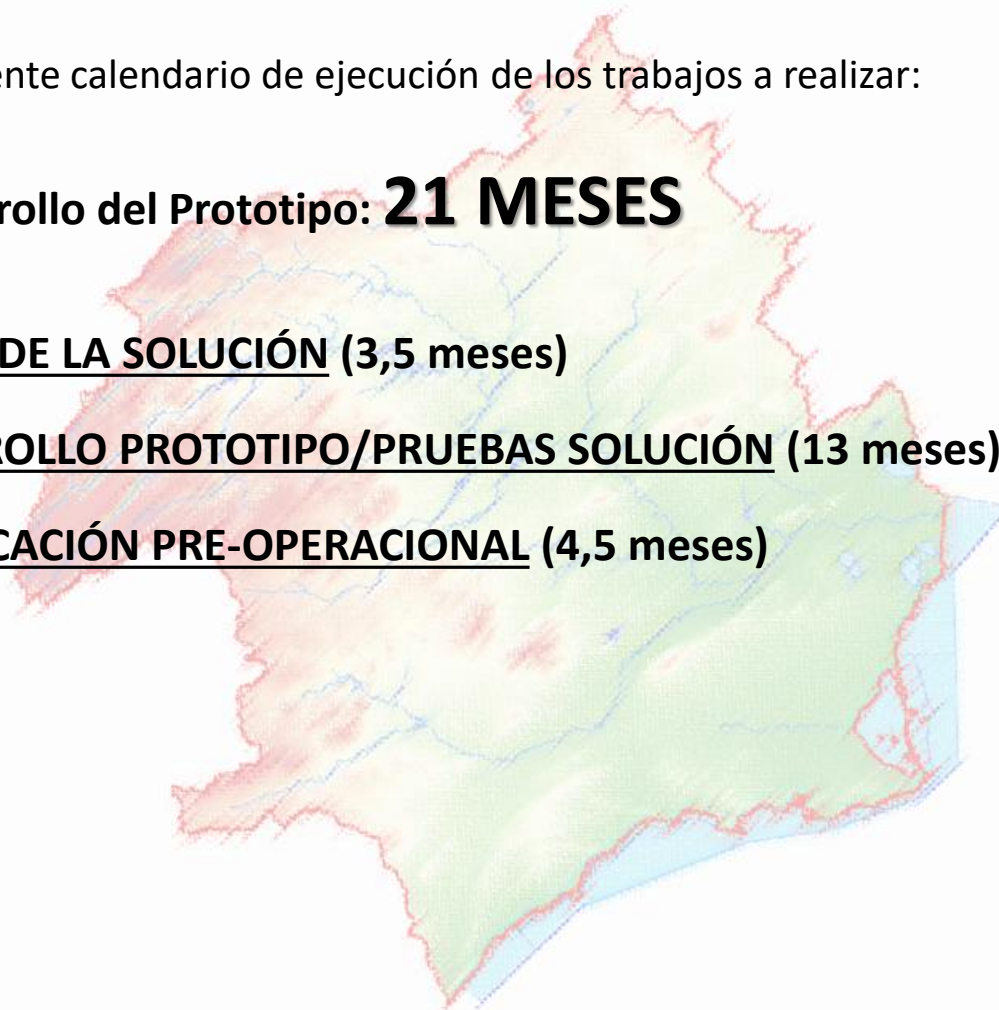 ente calendario de ejecución de los trabajos a realizar:
rollo del Prototipo: 21 MESES
DE LA SOLUCIÓN (3,5 meses)
ROLLO PROTOTIPO/PRUEBAS SOLUCIÓN (13 meses)
CACIÓN PRE-OPERACIONAL (4,5 meses)